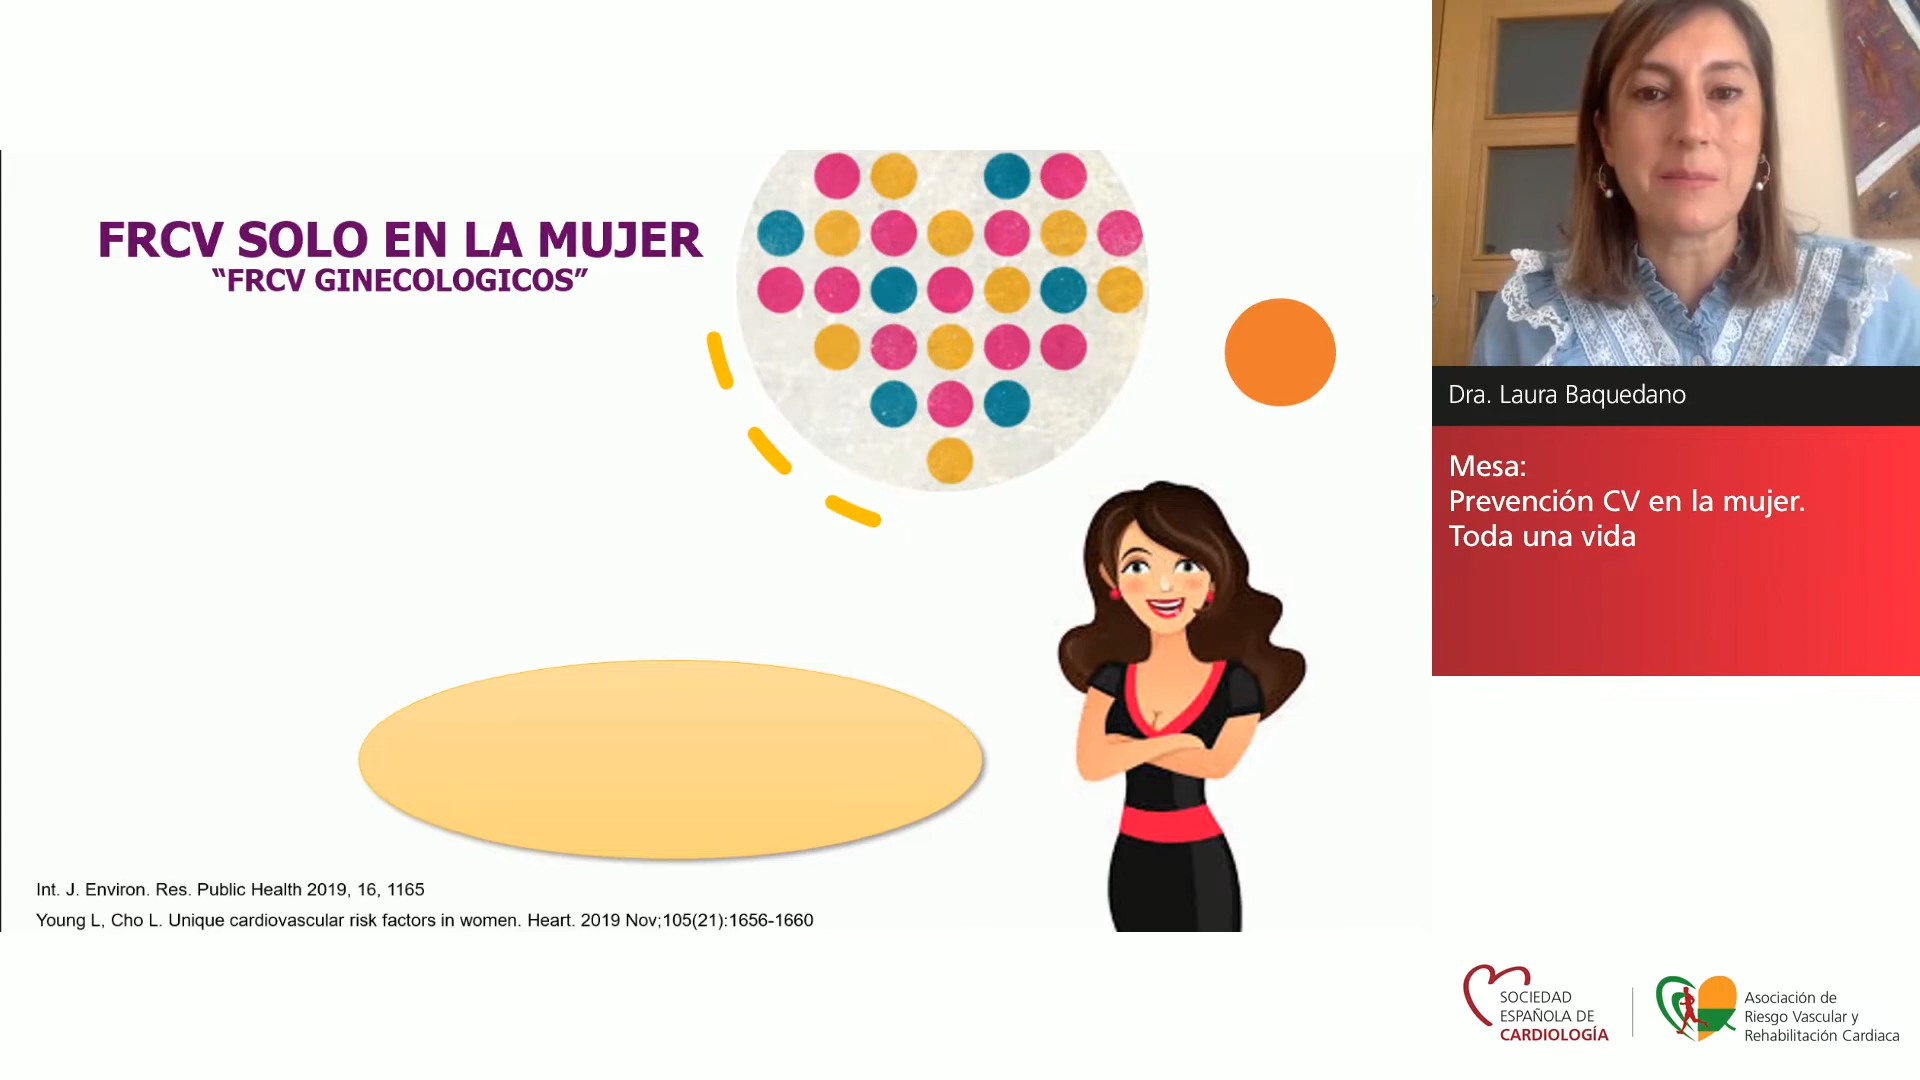 FRCV SOLO EN LA MUJER
“FRCV GINECOLOGICOS”
Int. J. Environ. Res. Public Health 2019, 16, 1165
Young L, Cho L. Unique cardiovascular risk factors in women. Heart. 2019 Nov;105(21):1656-1660
Dra. Laura Baquedano
Mesa:
Prevención CV en la mujer.
Toda una vida
SOCIEDAD
ESPAÑOLA DE
CARDIOLOGÍA
Asociación de
Riesgo Vascular y
Rehabilitación Cardiaca